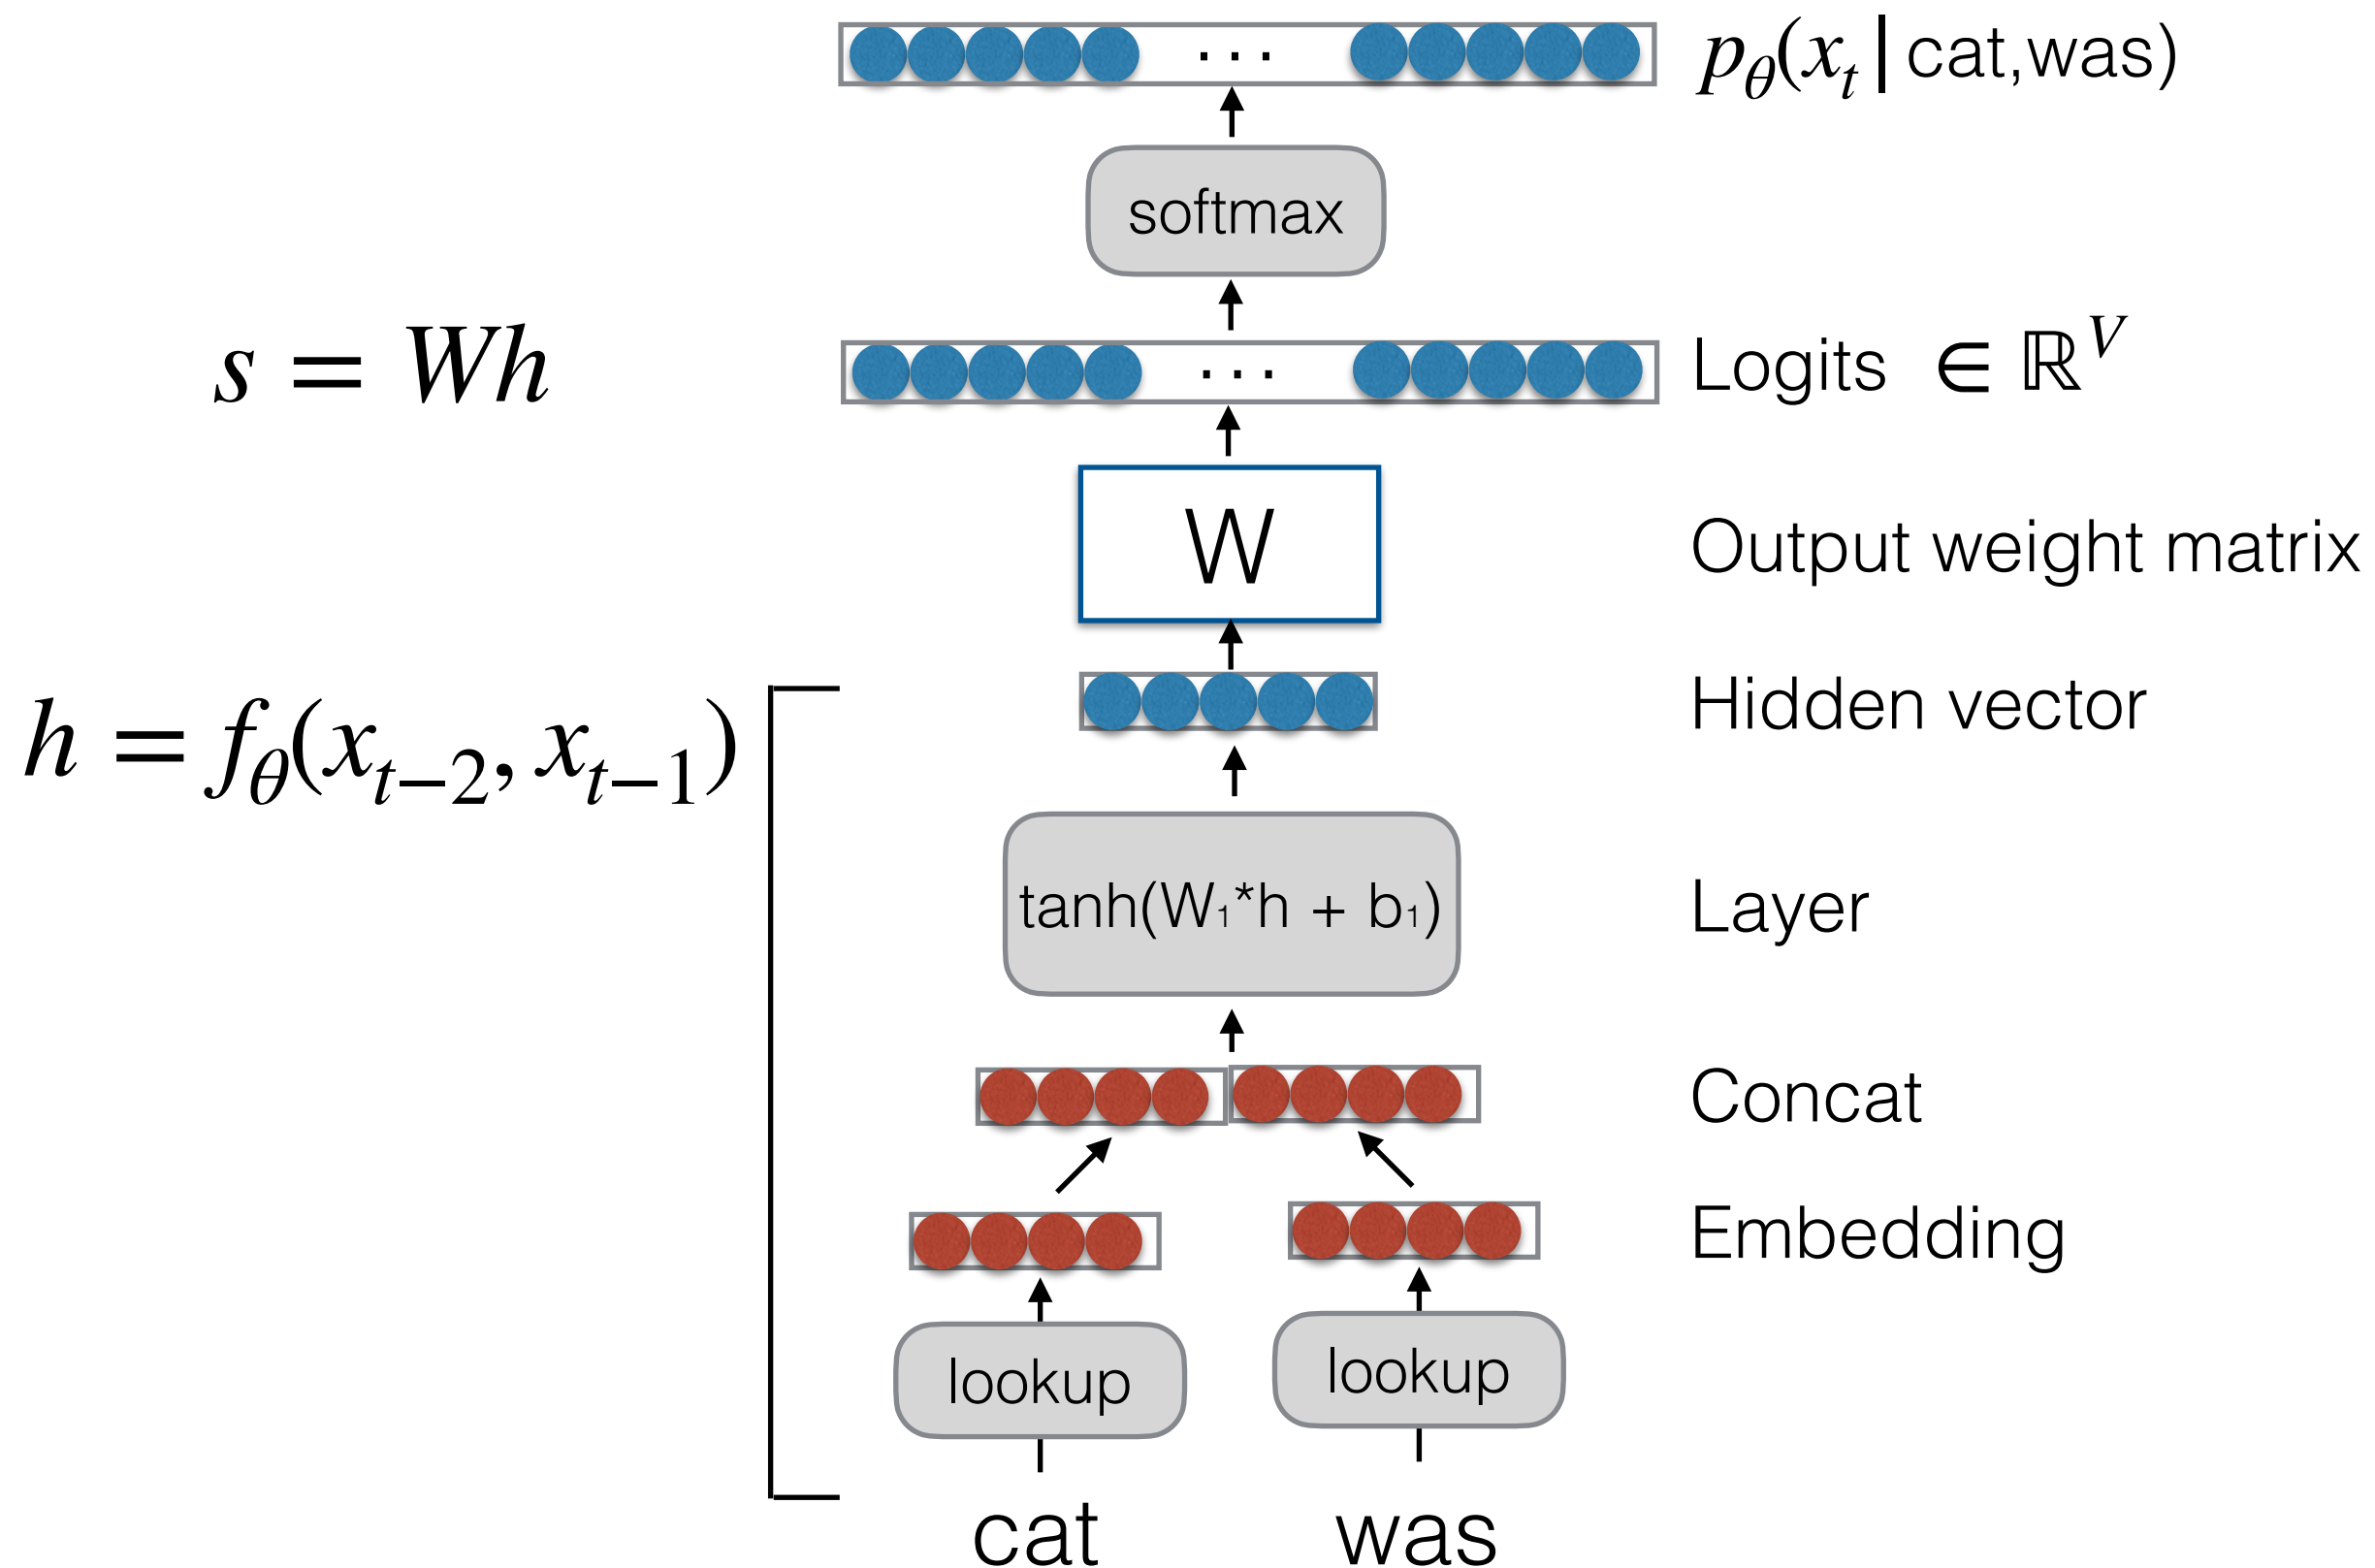 pθ(xt | cat,was)
softmax
s = Wh
Logits ∈ ℝ^V
W
Output weight matrix
Hidden vector
h = fθ(xt−2, xt−1)
tanh(W1*h + b1)
Layer
Concat
Embedding
lookup
lookup
cat
was